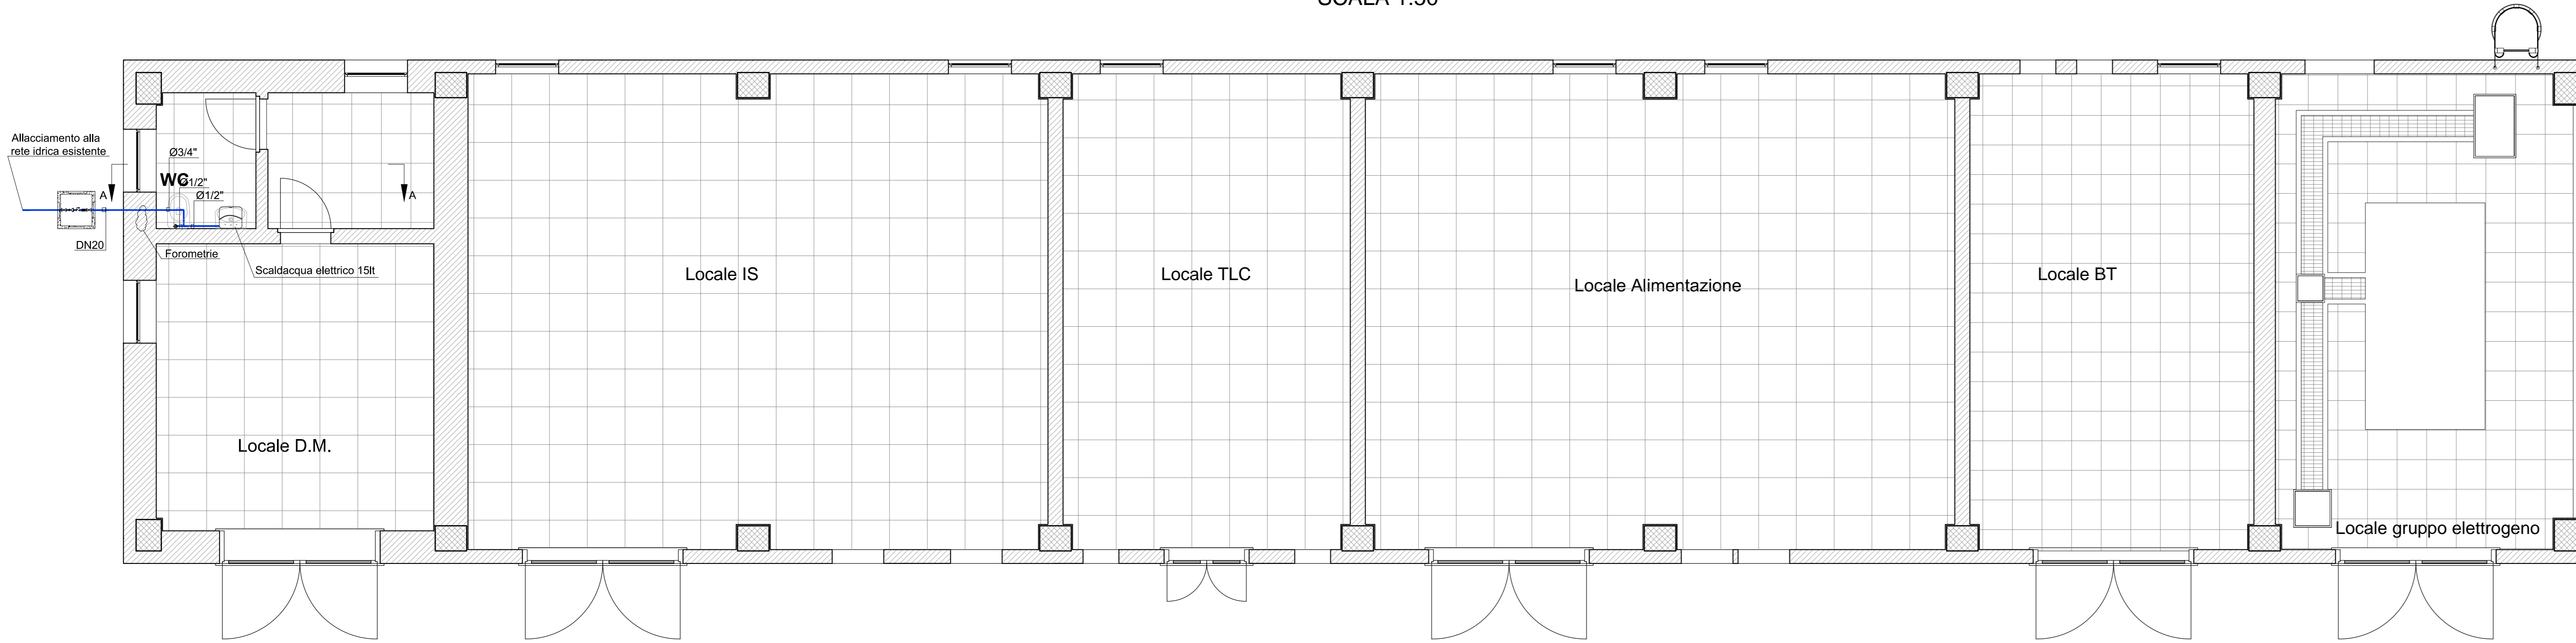 Allacciamento alla
rete idrica esistente
Ø3/4"
WC
Ø1/2"
Ø1/2"
A
A
DN20
Forometrie
Scaldacqua elettrico 15lt
Locale D.M.
Locale IS
Locale TLC
Locale Alimentazione
Locale BT
Locale gruppo elettrogeno